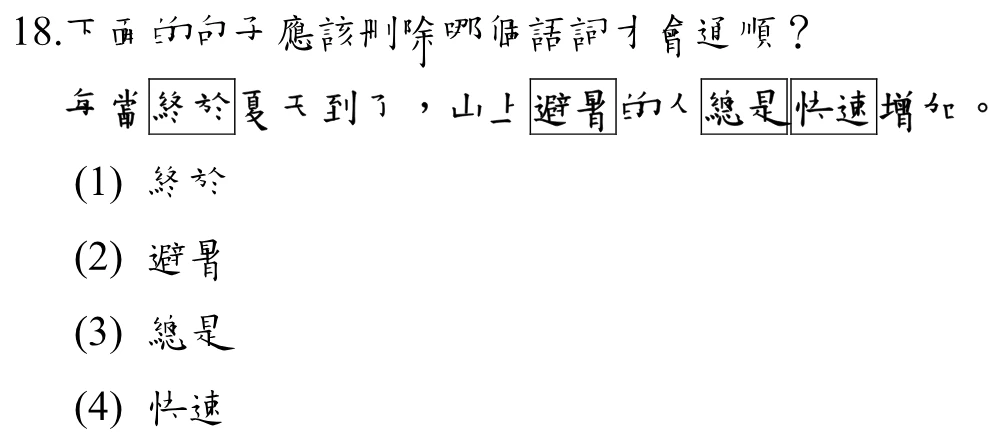 18.下面的句子應該刪除哪個語詞才會通順？
每當終於夏天到了，山上避暑的人總是快速增加。
(1) 終於
(2) 避暑
(3) 總是
(4) 快速